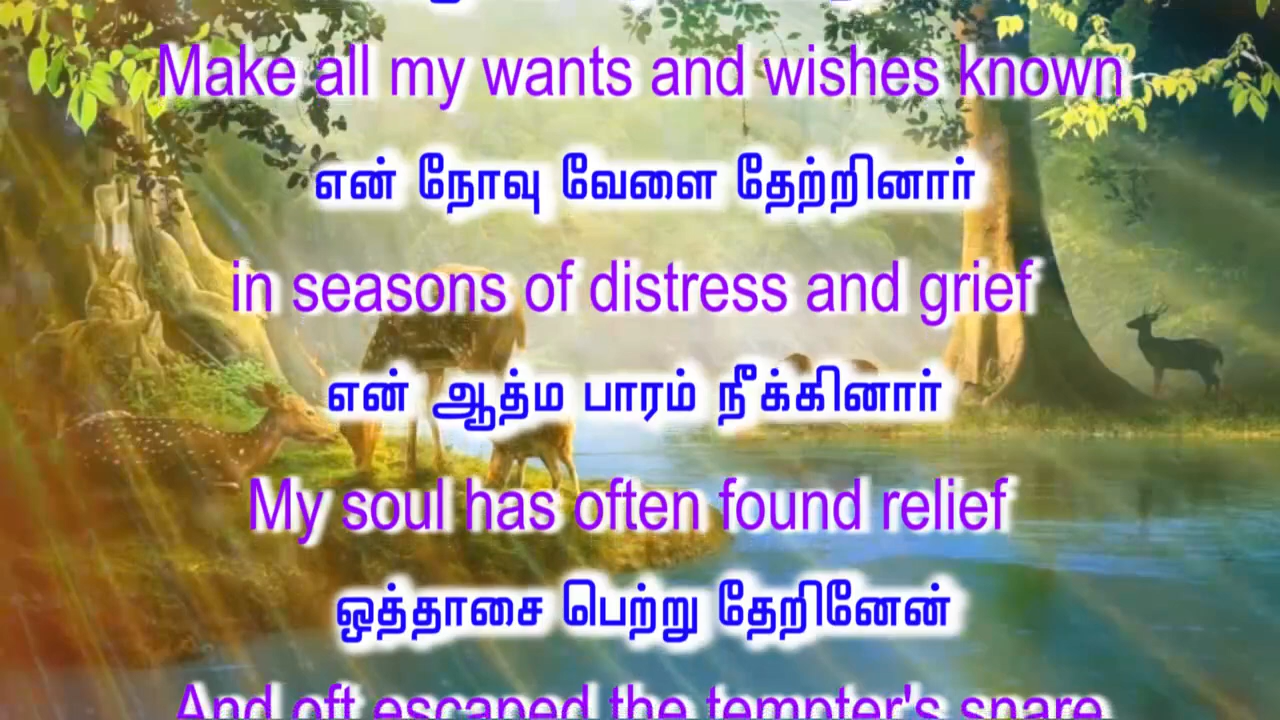 Make all my wants and wishes known
என் நோவு வேளை தேற்றினார்
in seasons of distress and grief
என் ஆத்ம பாரம் நீக்கினார்
My soul has often found relief
ஒத்தாசை பெற்று தேறினேன்
And oft escaped the tempter's snare